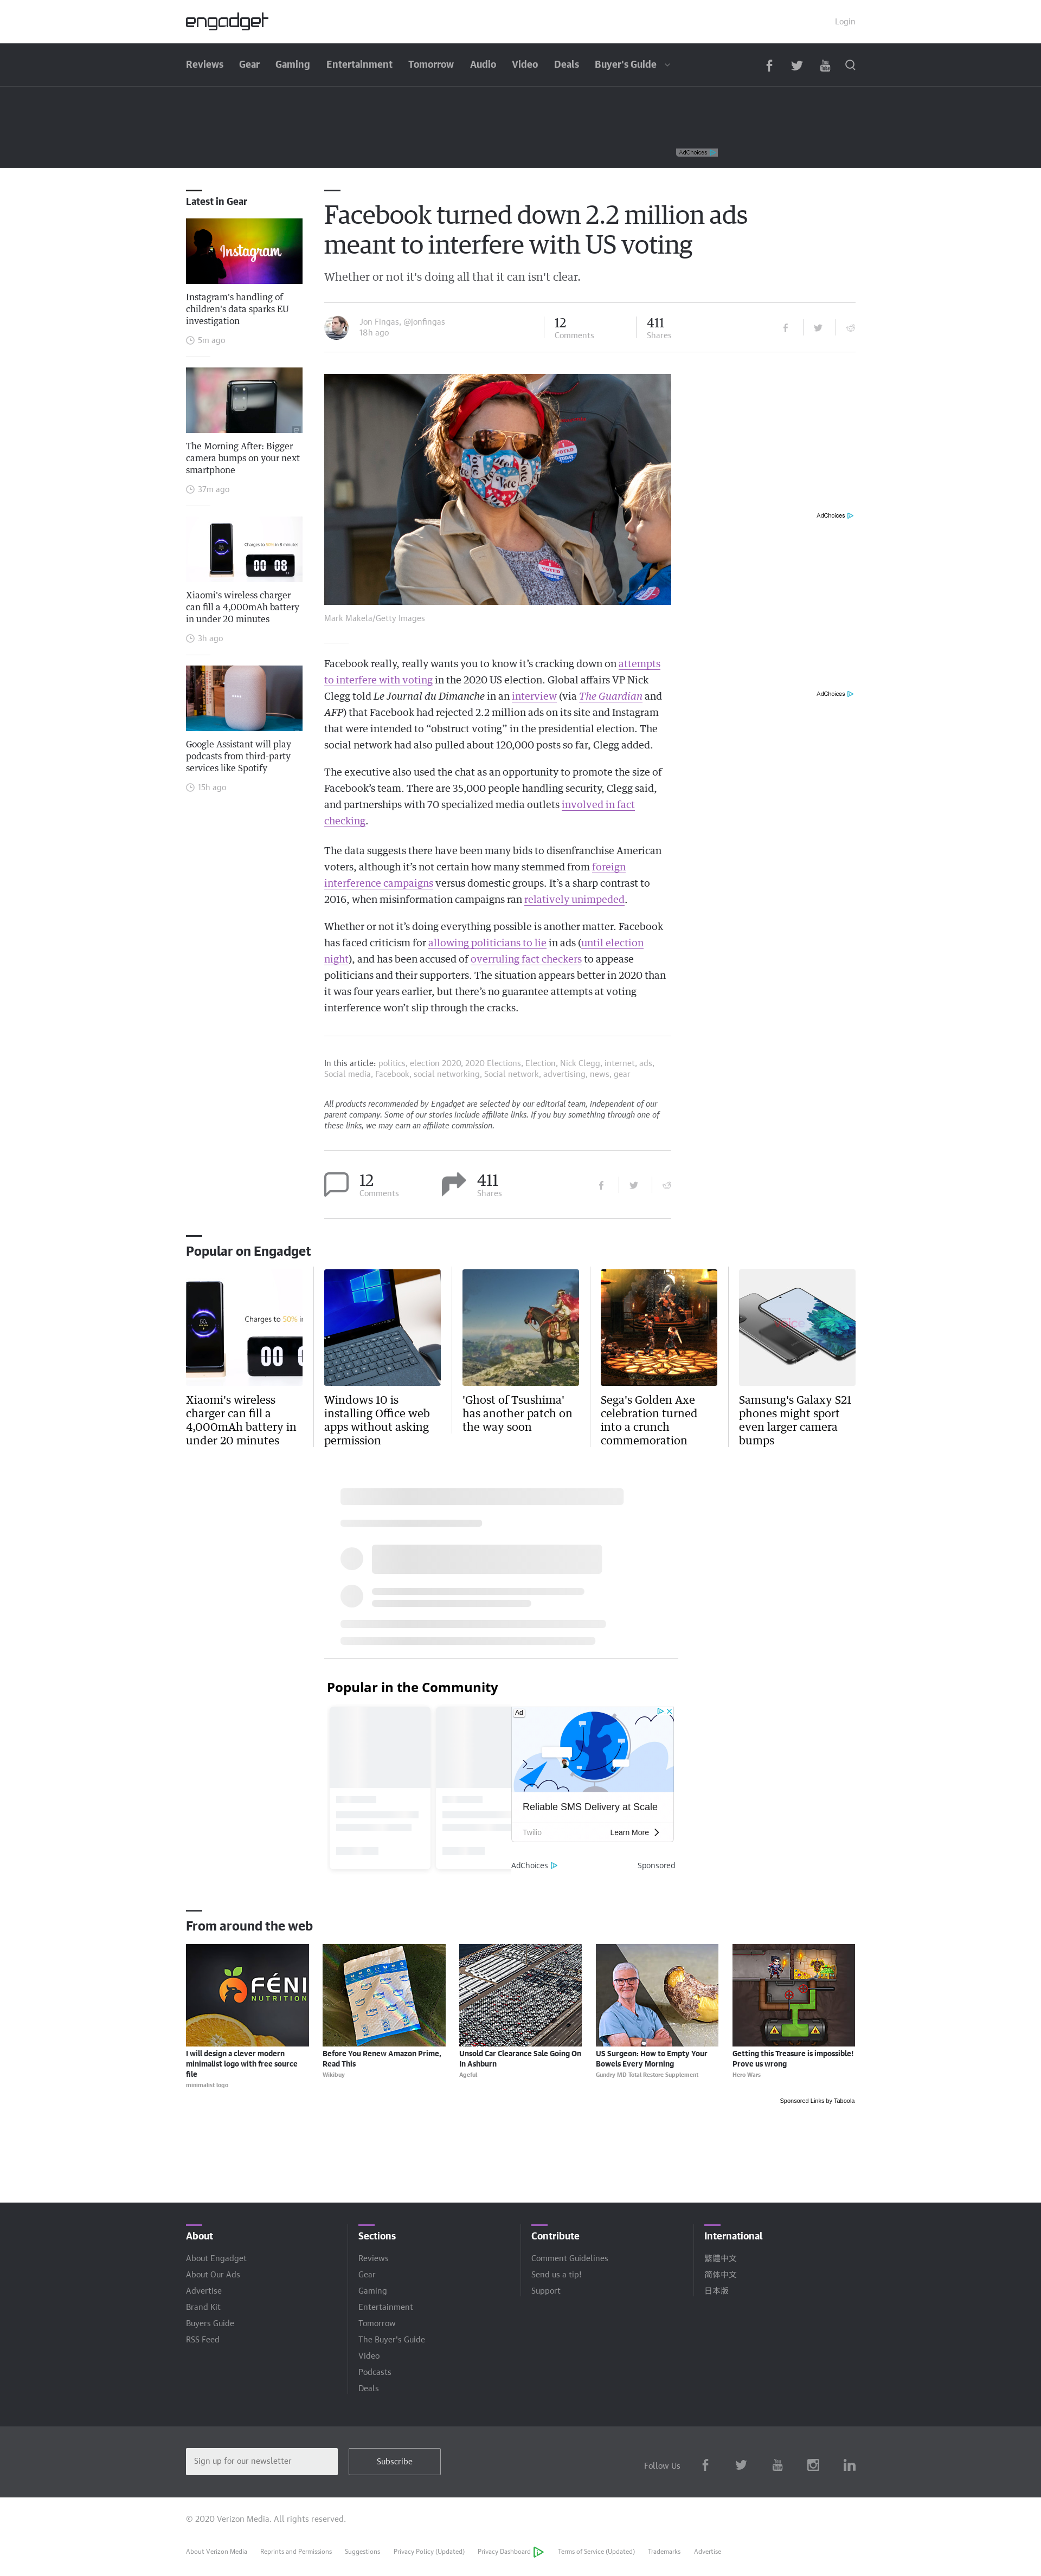 engadget
Login
Reviews Gear Gaming Entertainment Tomorrow Audio Video Deals Buyer's Guide
AdChoices
Latest in Gear
Instagram
Instagram's handling of
children's data sparks EU
investigation
5m ago
The Morning After: Bigger
camera bumps on your next
smartphone
37m ago
Charges to 50% in 8 minutes
00 08
Xiaomi's wireless charger
can fill a 4,000mAh battery
in under 20 minutes
3h ago
Google Assistant will play
podcasts from third-party
services like Spotify
15h ago
Facebook turned down 2.2 million ads
meant to interfere with US voting
Whether or not it's doing all that it can isn't clear.
Jon Fingas, @jonfingas
18h ago
12
Comments
411
Shares
I VOTED TODAY
Vote
I VOTED
Mark Makela/Getty Images
AdChoices
AdChoices
Facebook really, really wants you to know it’s cracking down on attempts
to interfere with voting in the 2020 US election. Global affairs VP Nick
Clegg told Le Journal du Dimanche in an interview (via The Guardian and
AFP) that Facebook had rejected 2.2 million ads on its site and Instagram
that were intended to “obstruct voting” in the presidential election. The
social network had also pulled about 120,000 posts so far, Clegg added.
The executive also used the chat as an opportunity to promote the size of
Facebook’s team. There are 35,000 people handling security, Clegg said,
and partnerships with 70 specialized media outlets involved in fact
checking.
The data suggests there have been many bids to disenfranchise American
voters, although it’s not certain how many stemmed from foreign
interference campaigns versus domestic groups. It’s a sharp contrast to
2016, when misinformation campaigns ran relatively unimpeded.
Whether or not it’s doing everything possible is another matter. Facebook
has faced criticism for allowing politicians to lie in ads (until election
night), and has been accused of overruling fact checkers to appease
politicians and their supporters. The situation appears better in 2020 than
it was four years earlier, but there’s no guarantee attempts at voting
interference won’t slip through the cracks.
In this article: politics, election 2020, 2020 Elections, Election, Nick Clegg, internet, ads,
Social media, Facebook, social networking, Social network, advertising, news, gear
All products recommended by Engadget are selected by our editorial team, independent of our
parent company. Some of our stories include affiliate links. If you buy something through one of
these links, we may earn an affiliate commission.
12
Comments
411
Shares
Popular on Engadget
Charges to 50% i
00 0
Xiaomi's wireless
charger can fill a
4,000mAh battery in
under 20 minutes
Windows 10 is
installing Office web
apps without asking
permission
'Ghost of Tsushima'
has another patch on
the way soon
Sega's Golden Axe
celebration turned
into a crunch
commemoration
Samsung's Galaxy S21
phones might sport
even larger camera
bumps
Popular in the Community
Ad
Reliable SMS Delivery at Scale
Twilio
Learn More
AdChoices
Sponsored
From around the web
FÉNI
NUTRITION
I will design a clever modern
minimalist logo with free source
file
minimalist logo
Before You Renew Amazon Prime,
Read This
Wikibuy
Unsold Car Clearance Sale Going On
In Ashburn
Ageful
US Surgeon: How to Empty Your
Bowels Every Morning
Gundry MD Total Restore Supplement
Getting this Treasure is impossible!
Prove us wrong
Hero Wars
Sponsored Links by Taboola
About
About Engadget
About Our Ads
Advertise
Brand Kit
Buyers Guide
RSS Feed
Sections
Reviews
Gear
Gaming
Entertainment
Tomorrow
The Buyer's Guide
Video
Podcasts
Deals
Contribute
Comment Guidelines
Send us a tip!
Support
International
繁體中文
简体中文
日本版
Sign up for our newsletter
Subscribe
Follow Us
© 2020 Verizon Media. All rights reserved.
About Verizon Media Reprints and Permissions Suggestions Privacy Policy (Updated) Privacy Dashboard Terms of Service (Updated) Trademarks Advertise